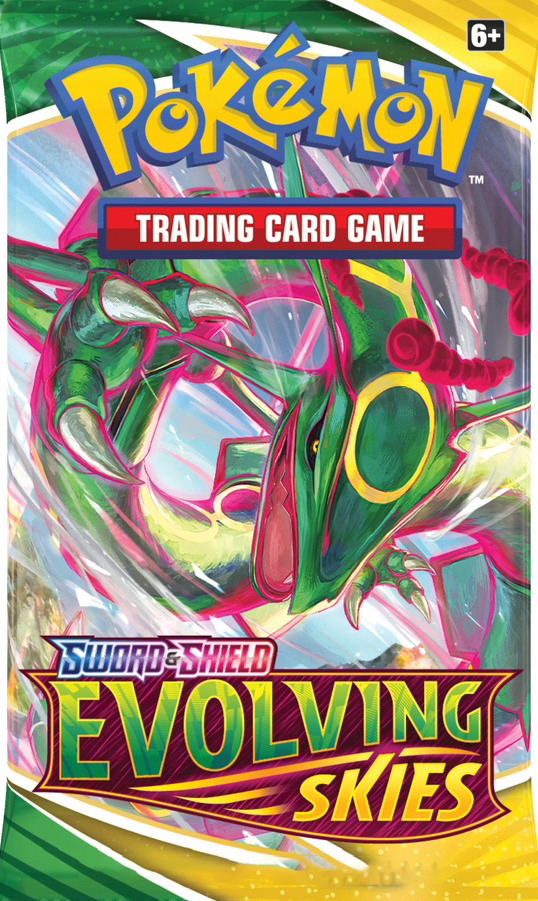 6+
POKéMON
TM
TRADING CARD GAME
SWORD & SHIELD
EVOLVING
SKIES